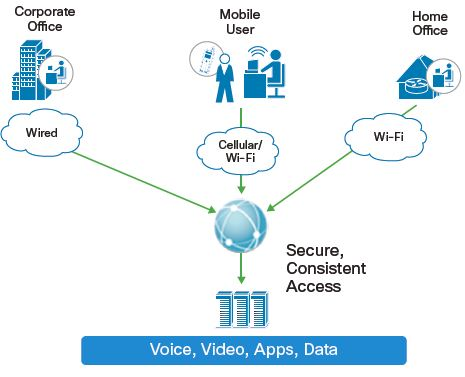 Corporate
Office
Mobile
User
Home
Office
Wired
Cellular/
Wi-Fi
Wi-Fi
Secure,
Consistent
Access
Voice, Video, Apps, Data